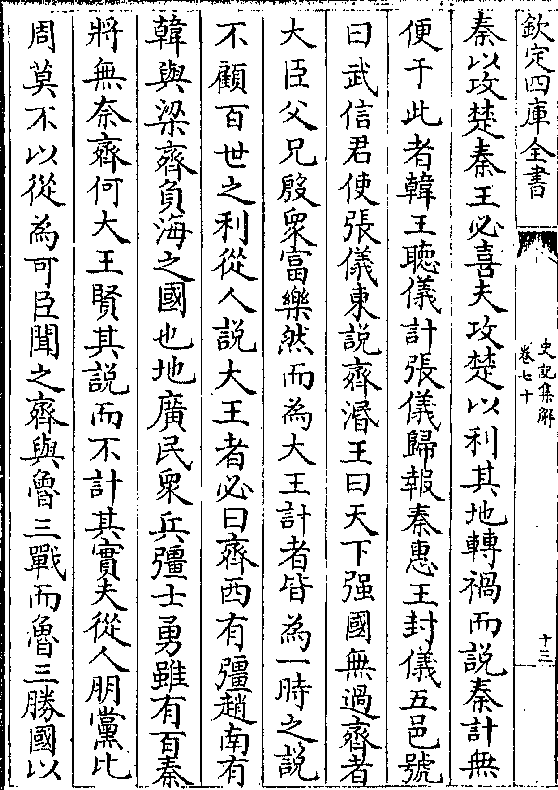 欽定四庫全書
史記集解
卷七十
十三
秦以攻楚秦王必喜夫攻楚以利其地轉禍而説秦計無
便于此者韓王聽儀計張儀歸報秦惠王封儀五邑號
曰武信君使張儀東説齊湣王曰天下强國無過齊者
大臣父兄殷衆富樂然而為大王計者皆為一時之説
不顧百世之利從人説大王者必曰齊西有彊趙南有
韓與梁齊負海之國也地廣民衆兵彊士勇雖有百秦
將無奈齊何大王賢其説而不計其實夫從人朋黨比
周莫不以從為可臣聞之齊與魯三戰而魯三勝國以